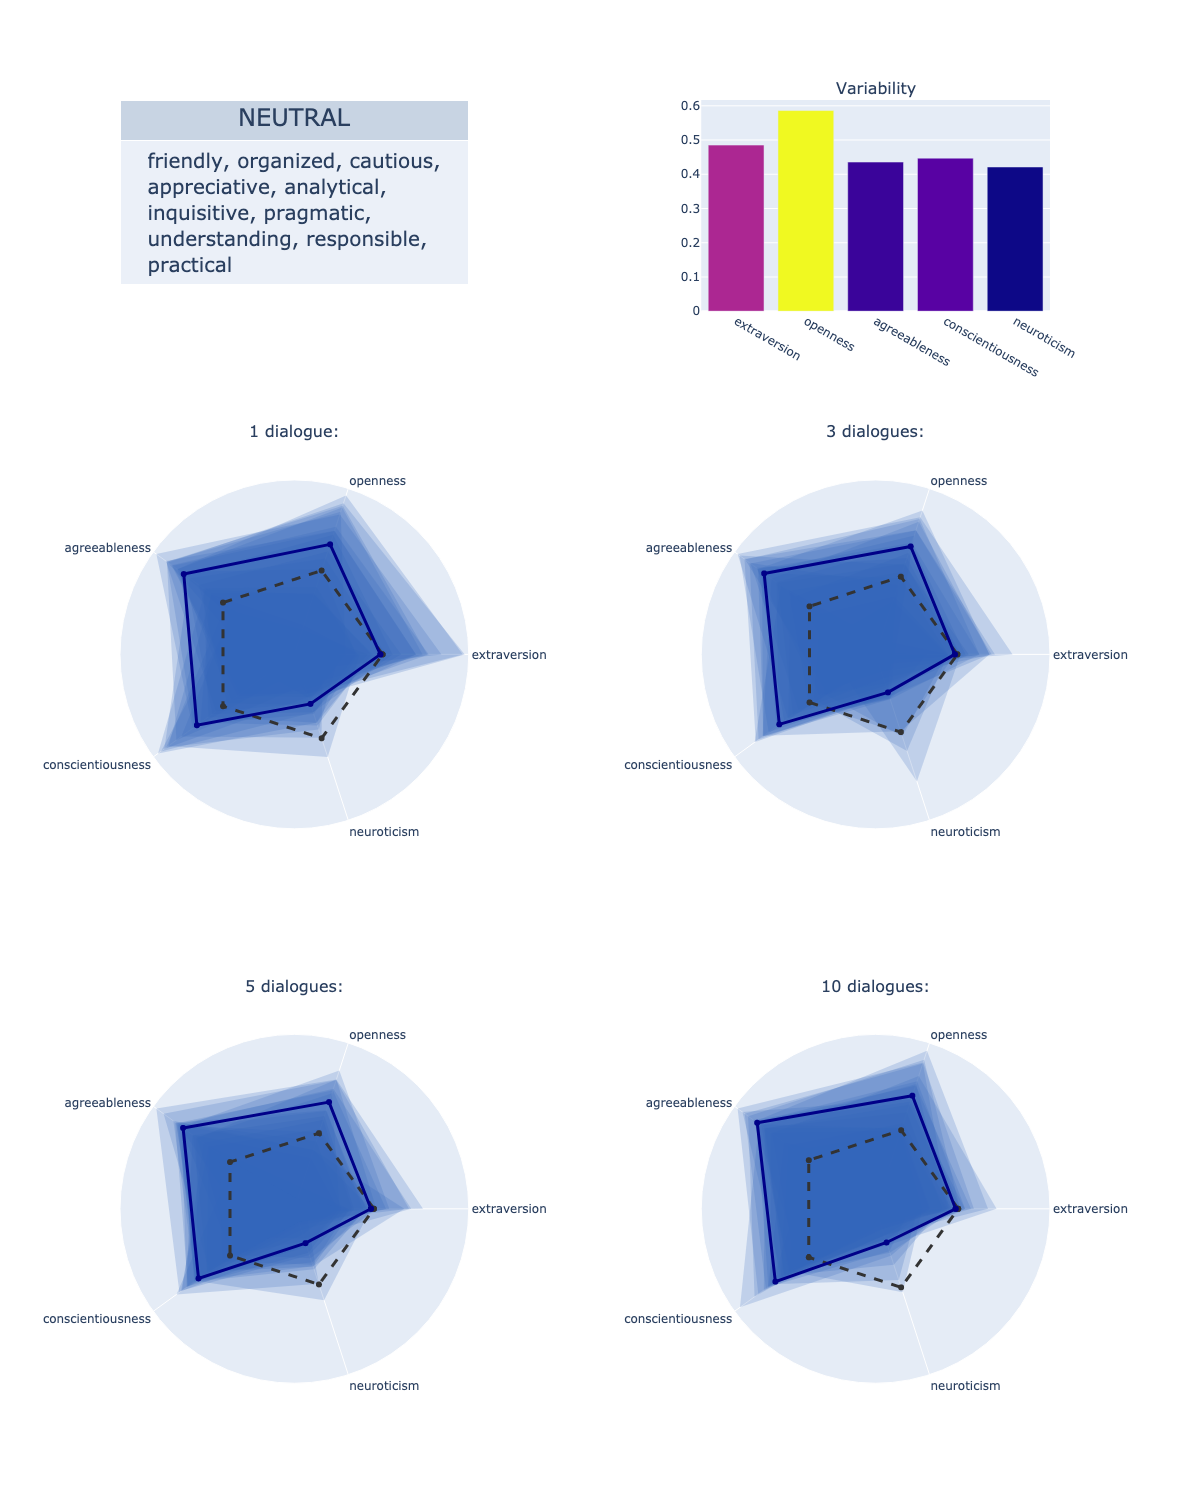 NEUTRAL
friendly, organized, cautious,
appreciative, analytical,
inquisitive, pragmatic,
understanding, responsible,
practical
Variability
0.6
0.5
0.4
0.3
0.2
0.1
0
extraversion
openness
agreeableness
conscientiousness
neuroticism
1 dialogue:
openness
agreeableness
extraversion
conscientiousness
neuroticism
3 dialogues:
openness
agreeableness
extraversion
conscientiousness
neuroticism
5 dialogues:
openness
agreeableness
extraversion
conscientiousness
neuroticism
10 dialogues:
openness
agreeableness
extraversion
conscientiousness
neuroticism